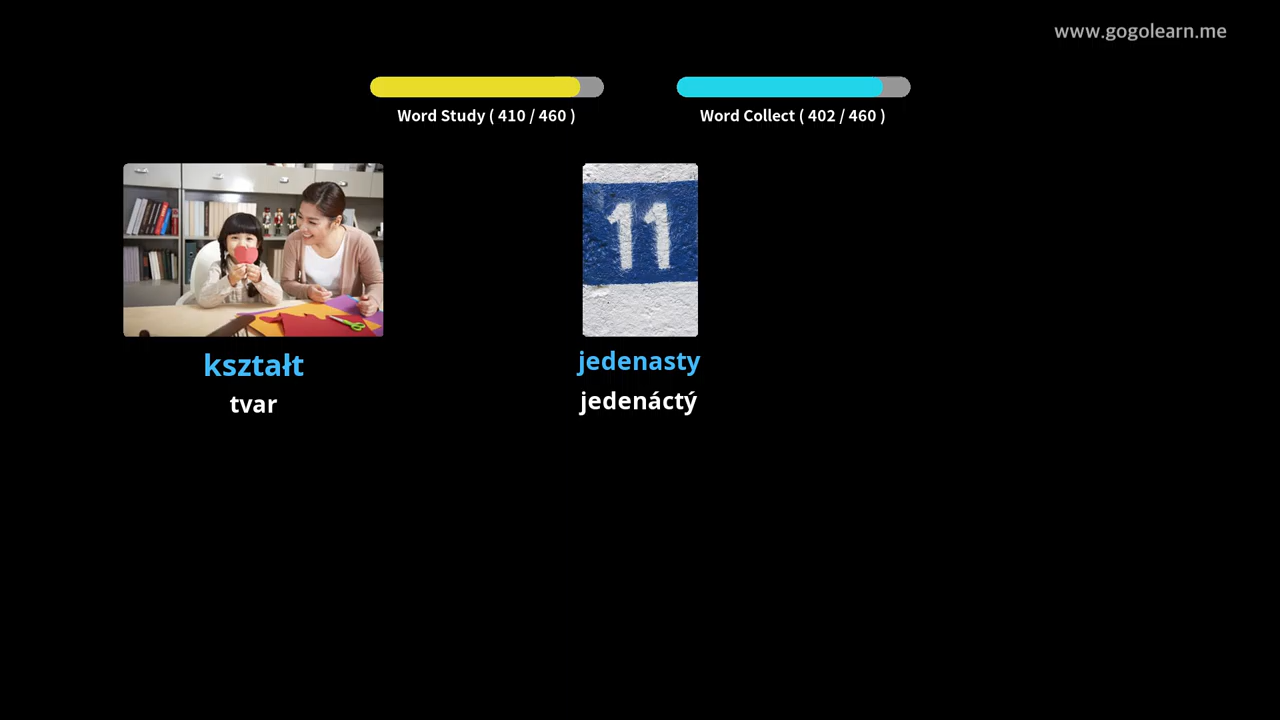 www.gogolearn.me
Word Study ( 410 / 460 )
Word Collect ( 402 / 460 )
11
kształt
tvar
jedenasty
jedenáctý